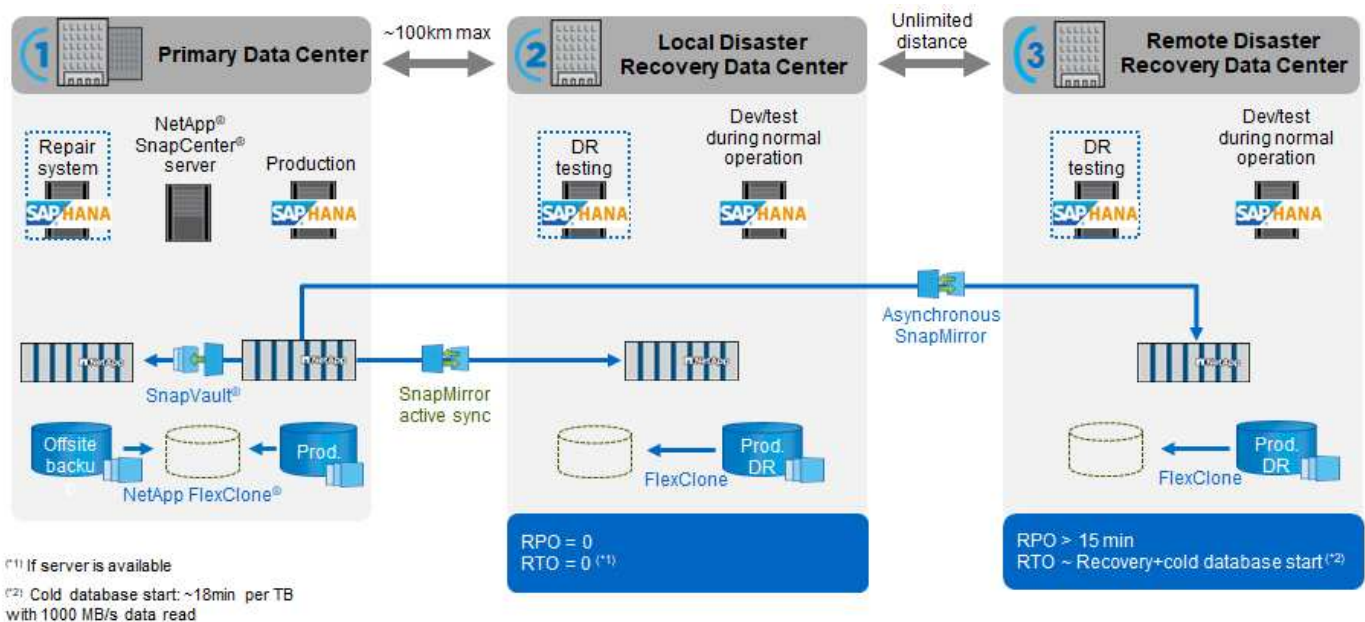 1
Primary Data Center
~100km max
2
Local Disaster
Recovery Data Center
Unlimited
distance
3
Remote Disaster
Recovery Data Center
Repair
system
SAP HANA
NetApp®
SnapCenter®
server
Production
SAP HANA
DR
testing
SAP HANA
Dev/test
during normal
operation
SAP HANA
DR
testing
SAP HANA
Dev/test
during normal
operation
SAP HANA
Asynchronous
SnapMirror
NetApp
SnapVault®
NetApp
SnapMirror
active sync
NetApp
NetApp
Offsite
backu
NetApp FlexClone®
Prod.
FlexClone
Prod.
DR
FlexClone
Prod.
DR
RPO = 0
RTO = 0 (*1)
RPO > 15 min
RTO ~ Recovery+cold database start (*2)
(*1) If server is available
(*2) Cold database start: ~18min per TB
with 1000 MB/s data read